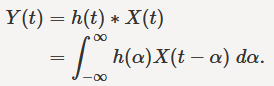 Y(t) = h(t) ∗ X(t)
= ∫_{-∞}^{∞} h(α)X(t − α) dα.